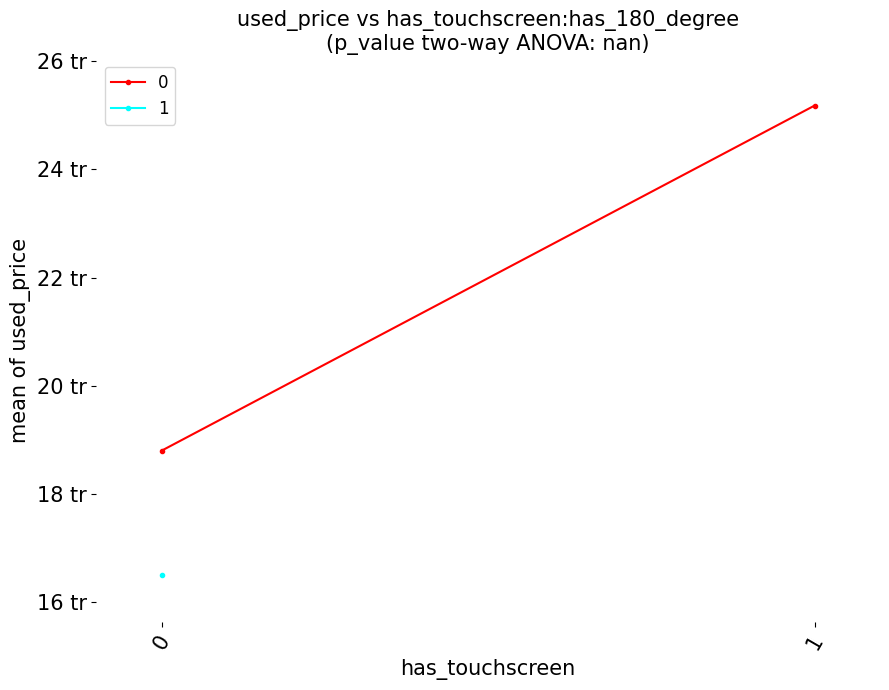 used_price vs has_touchscreen:has_180_degree
(p_value two-way ANOVA: nan)
26 tr
0
1
24 tr
22 tr
mean of used_price
20 tr
18 tr
16 tr
0
1
has_touchscreen